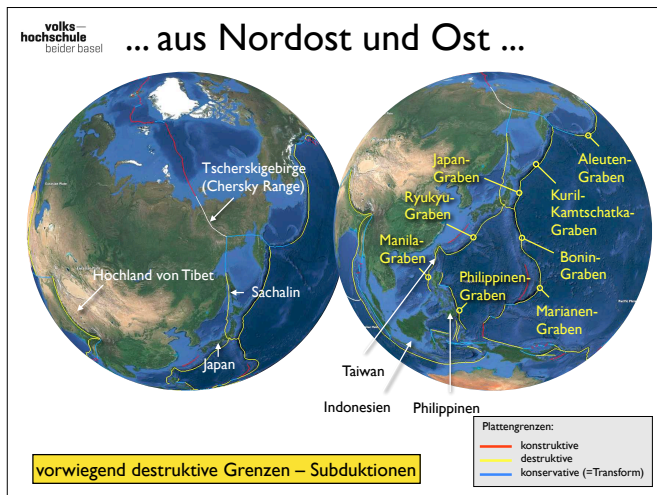 volks–
hochschule
beider basel
... aus Nordost und Ost ...
Tscherskigebirge
(Chersky Range)
Hochland von Tibet
Sachalin
Japan
Japan-
Graben
Ryukyu-
Graben
Manila-
Graben
Philippinen-
Graben
Aleuten-
Graben
Kuril-
Kamtschatka-
Graben
Bonin-
Graben
Marianen-
Graben
Taiwan
Indonesien
Philippinen
vorwiegend destruktive Grenzen – Subduktionen
Plattengrenzen:
konstruktive
destruktive
konservative (=Transform)